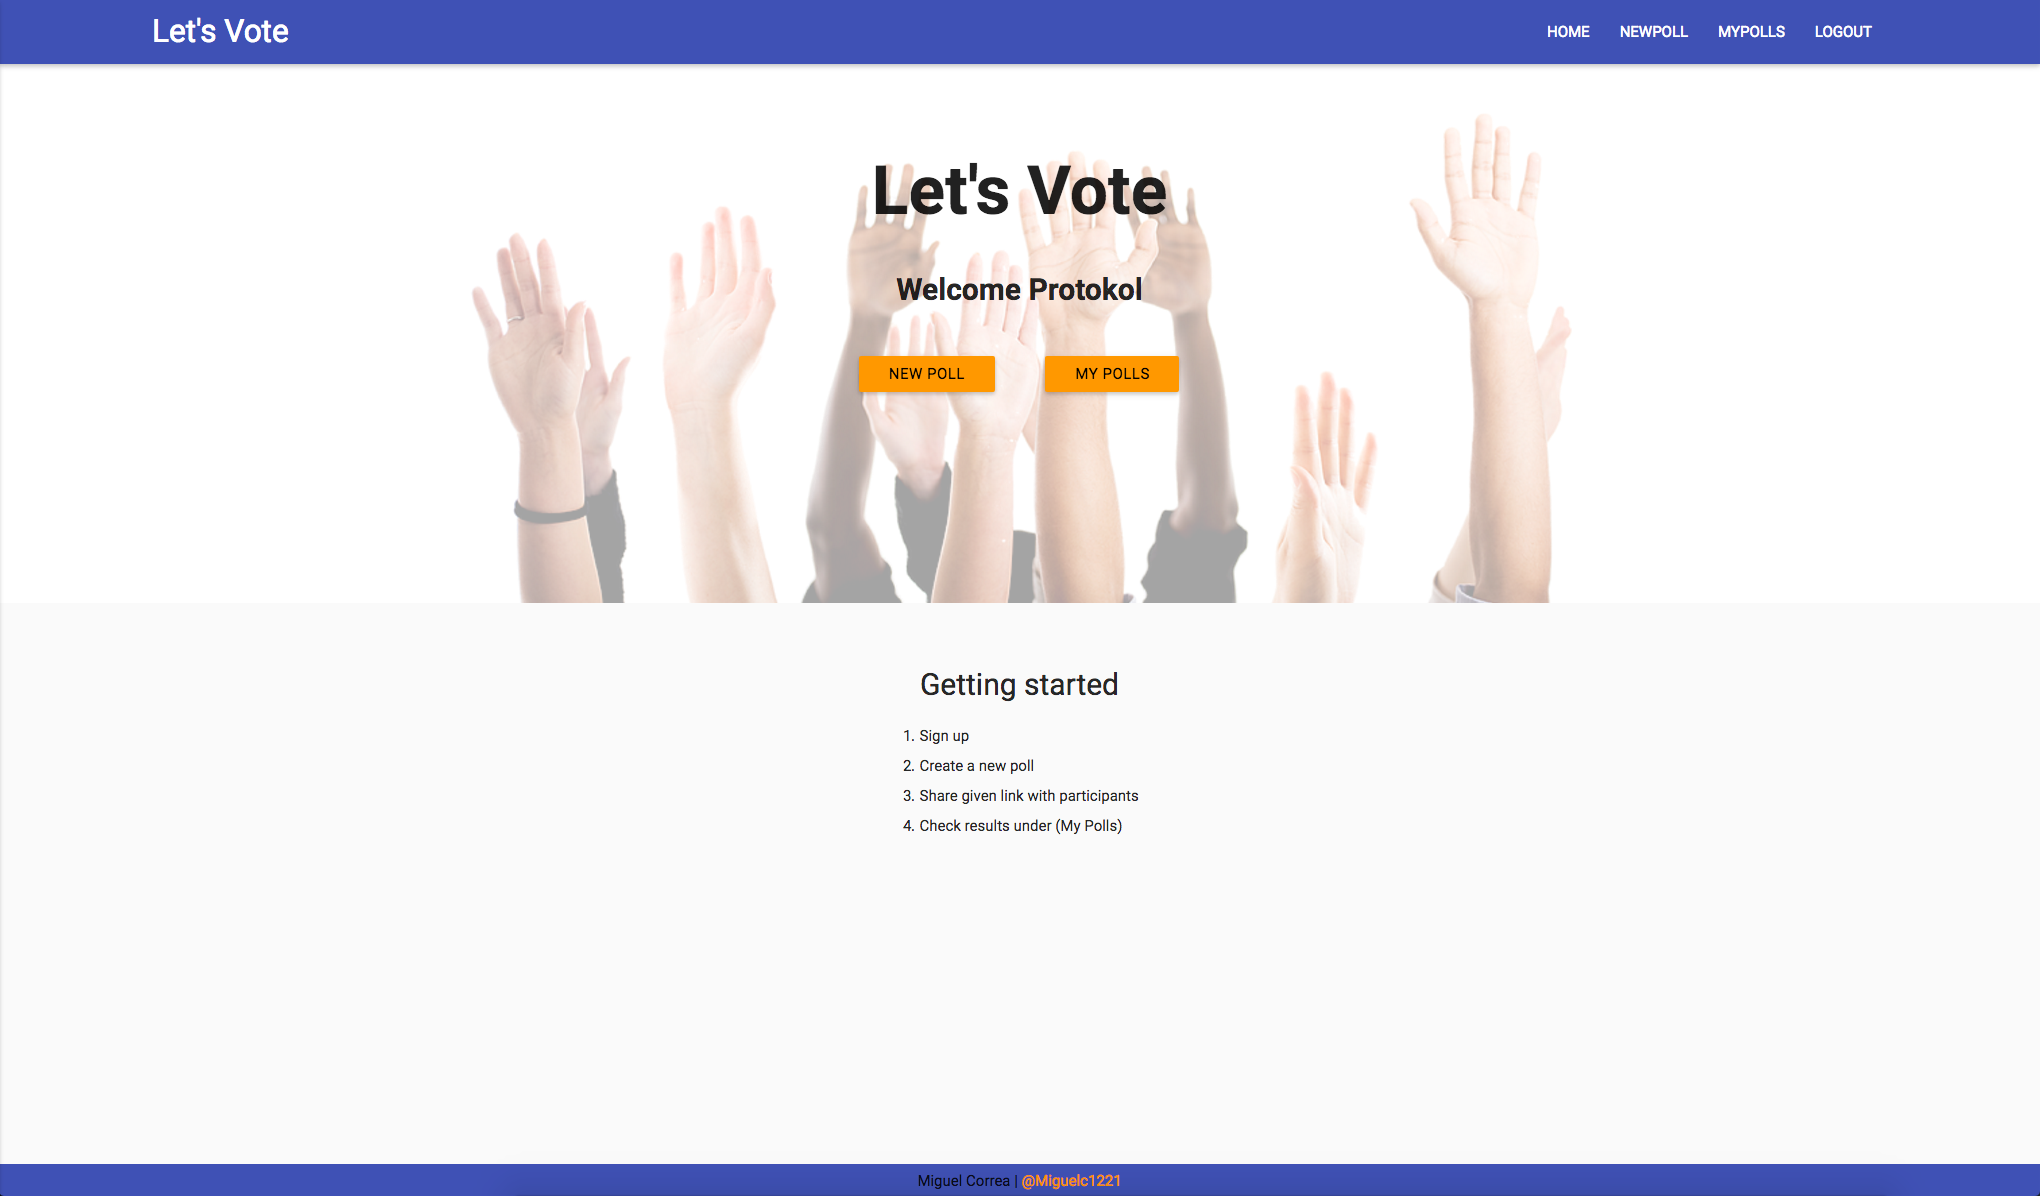 Let's Vote
HOME NEWPOLL MYPOLLS LOGOUT
Let's Vote
Welcome Protokol
NEW POLL MY POLLS
Getting started
1. Sign up
2. Create a new poll
3. Share given link with participants
4. Check results under (My Polls)
Miguel Correa | @Miguelc1221